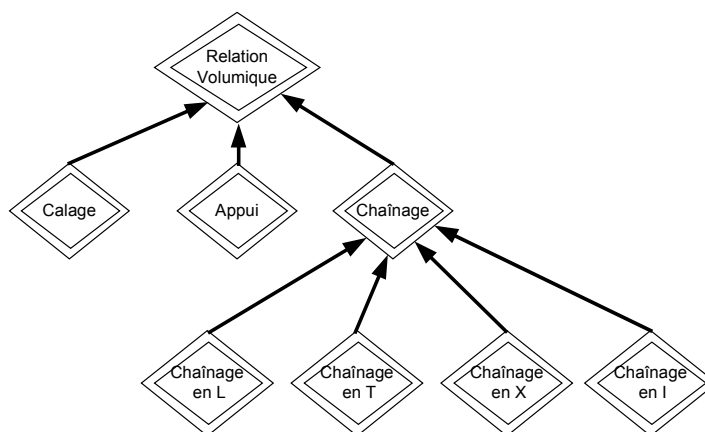 Relation
Volumique
Calage
Appui
Chaînage
Chaînage
en L
Chaînage
en T
Chaînage
en X
Chaînage
en I